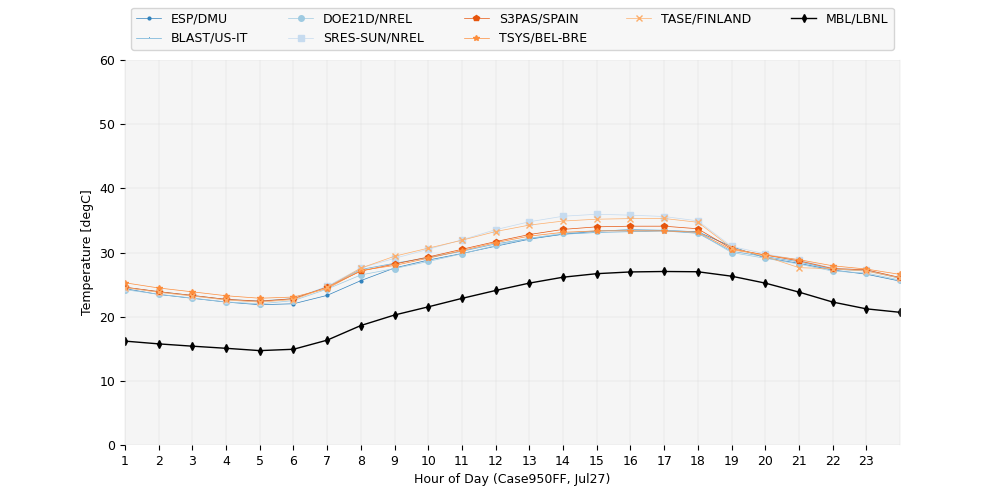 ESP/DMU DOE21D/NREL S3PAS/SPAIN TASE/FINLAND MBL/LBNL
BLAST/US-IT SRES-SUN/NREL TSYS/BEL-BRE
60
50
40
30
20
10
0
Temperature [degC]
1 2 3 4 5 6 7 8 9 10 11 12 13 14 15 16 17 18 19 20 21 22 23
Hour of Day (Case950FF, Jul27)